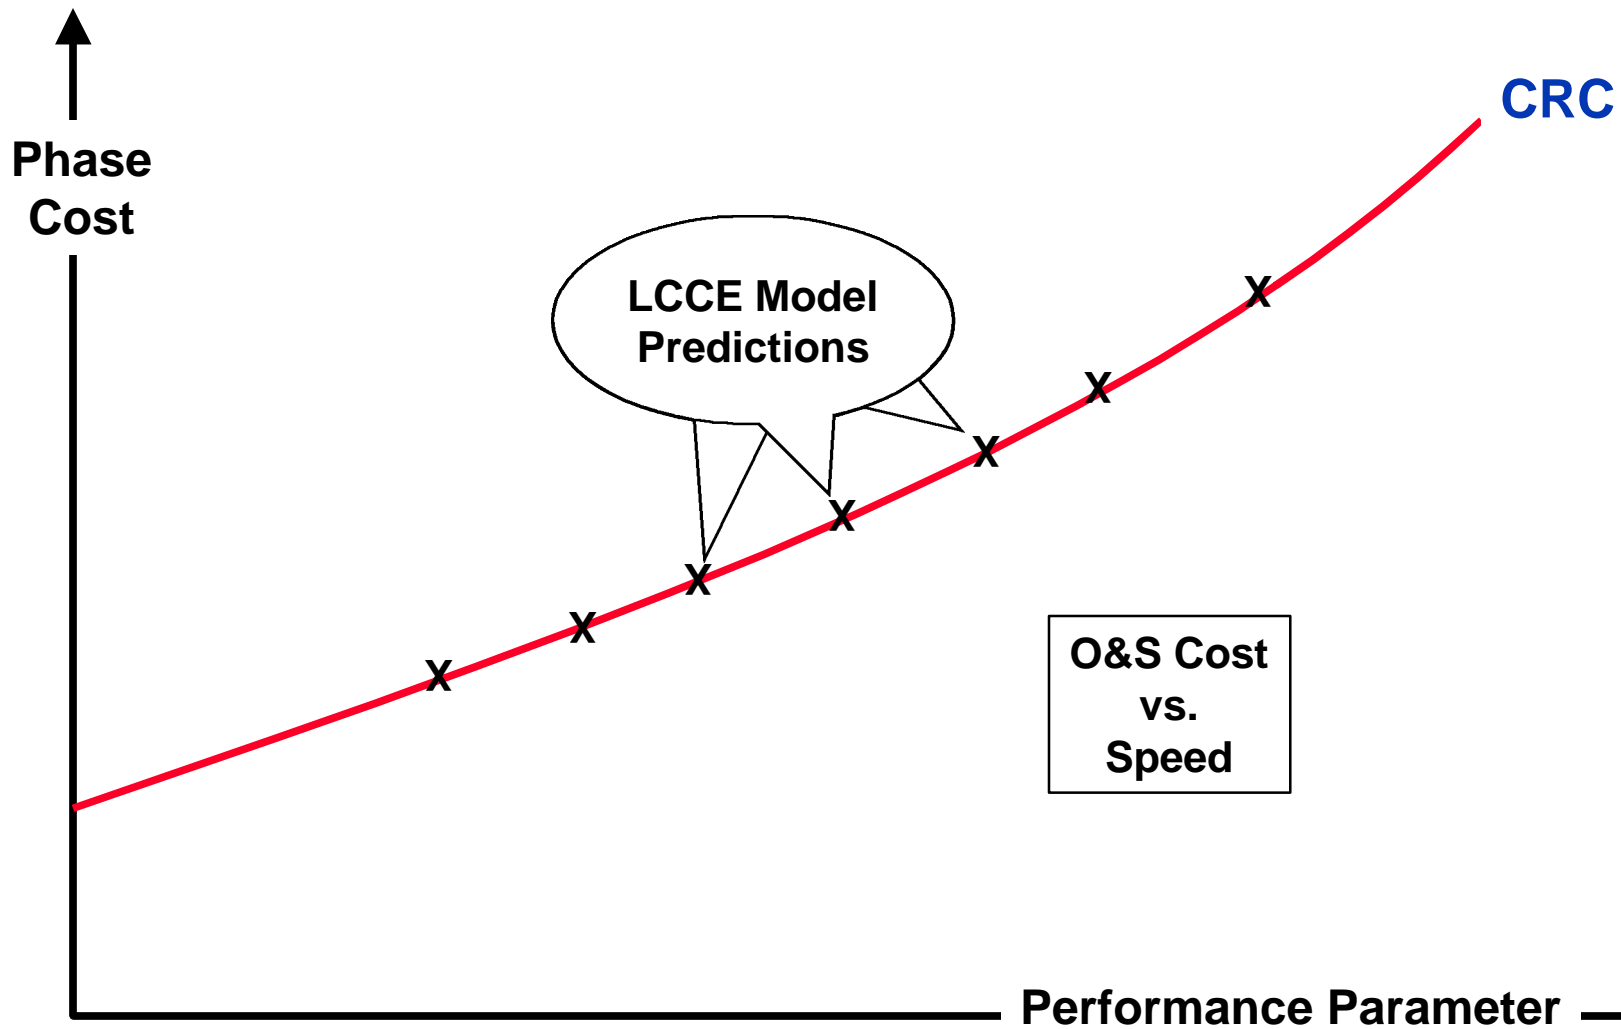 CRC
Phase
Cost
LCCE Model
Predictions
X
X
X
X
X
X
X
O&S Cost
vs.
Speed
Performance Parameter